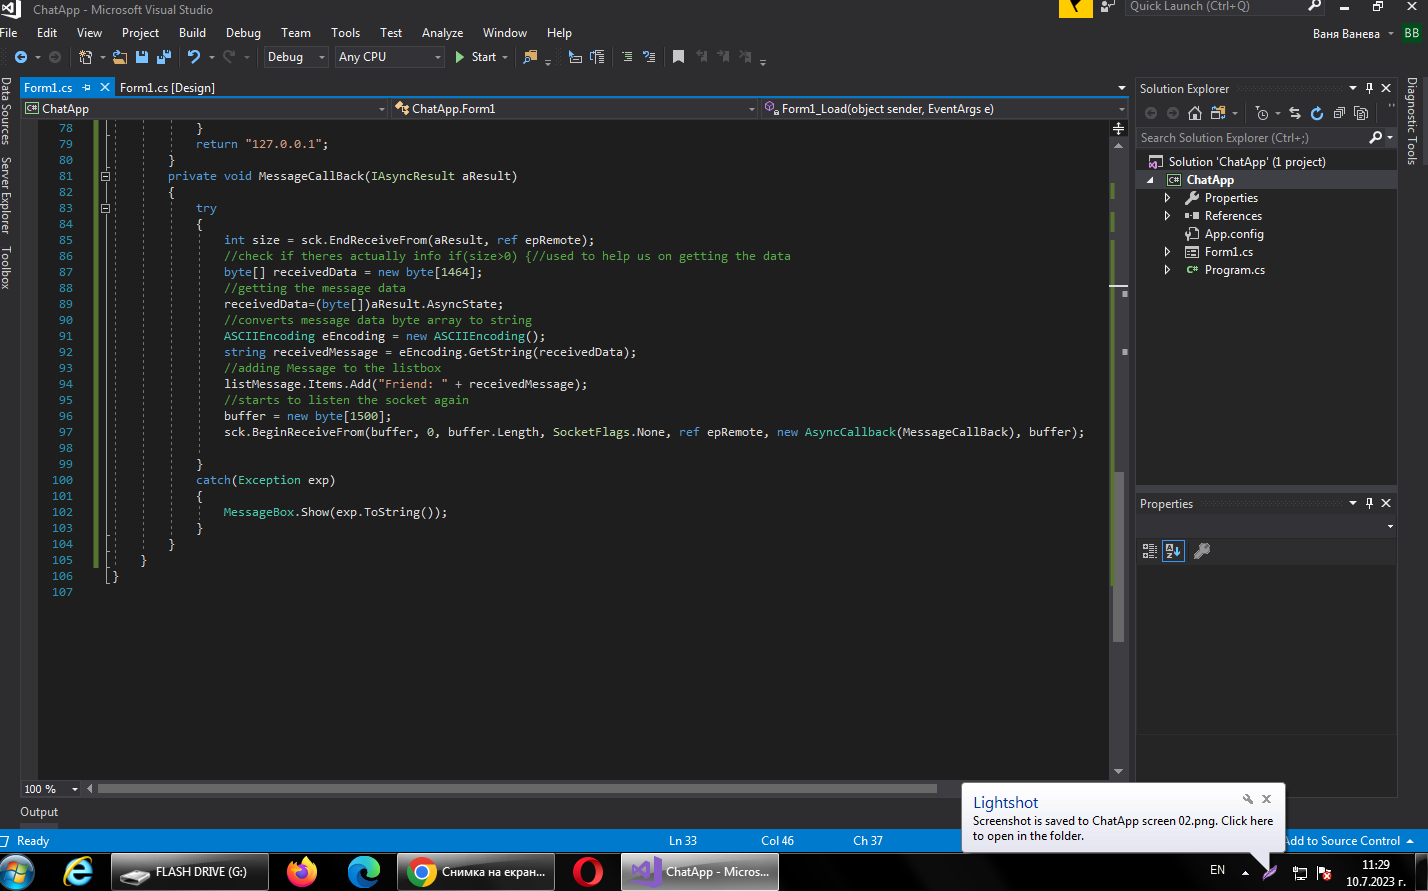 ChatApp - Microsoft Visual Studio
Quick Launch (Ctrl+Q)
File Edit View Project Build Debug Team Tools Test Analyze Window Help
Ваня Ванева
ВВ
Debug
Any CPU
Start
Data Sources
Server Explorer
Toolbox
Form1.cs
Form1.cs [Design]
ChatApp
ChatApp.Form1
Form1_Load(object sender, EventArgs e)
78 }
79 return "127.0.0.1";
80 }
81 private void MessageCallBack(IAsyncResult aResult)
82 {
83 try
84 {
85 int size = sck.EndReceiveFrom(aResult, ref epRemote);
86 //check if theres actually info if(size>0) {//used to help us on getting the data
87 byte[] receivedData = new byte[1464];
88 //getting the message data
89 receivedData=(byte[])aResult.AsyncState;
90 //converts message data byte array to string
91 ASCIIEncoding eEncoding = new ASCIIEncoding();
92 string receivedMessage = eEncoding.GetString(receivedData);
93 //adding Message to the listbox
94 listMessage.Items.Add("Friend: " + receivedMessage);
95 //starts to listen the socket again
96 buffer = new byte[1500];
97 sck.BeginReceiveFrom(buffer, 0, buffer.Length, SocketFlags.None, ref epRemote, new AsyncCallback(MessageCallBack), buffer);
98
99 }
100 catch(Exception exp)
101 {
102 MessageBox.Show(exp.ToString());
103 }
104 }
105 }
106 }
107
100 %
Output
Solution Explorer
Search Solution Explorer (Ctrl+;)
Solution 'ChatApp' (1 project)
C# ChatApp
Properties
References
App.config
Form1.cs
C# Program.cs
Properties
Diagnostic Tools
Lightshot
Screenshot is saved to ChatApp screen 02.png. Click here
to open in the folder.
Ready
Ln 33
Col 46
Ch 37
Add to Source Control
FLASH DRIVE (G:)
Снимка на екран...
ChatApp - Micros...
EN
11:29
10.7.2023 г.